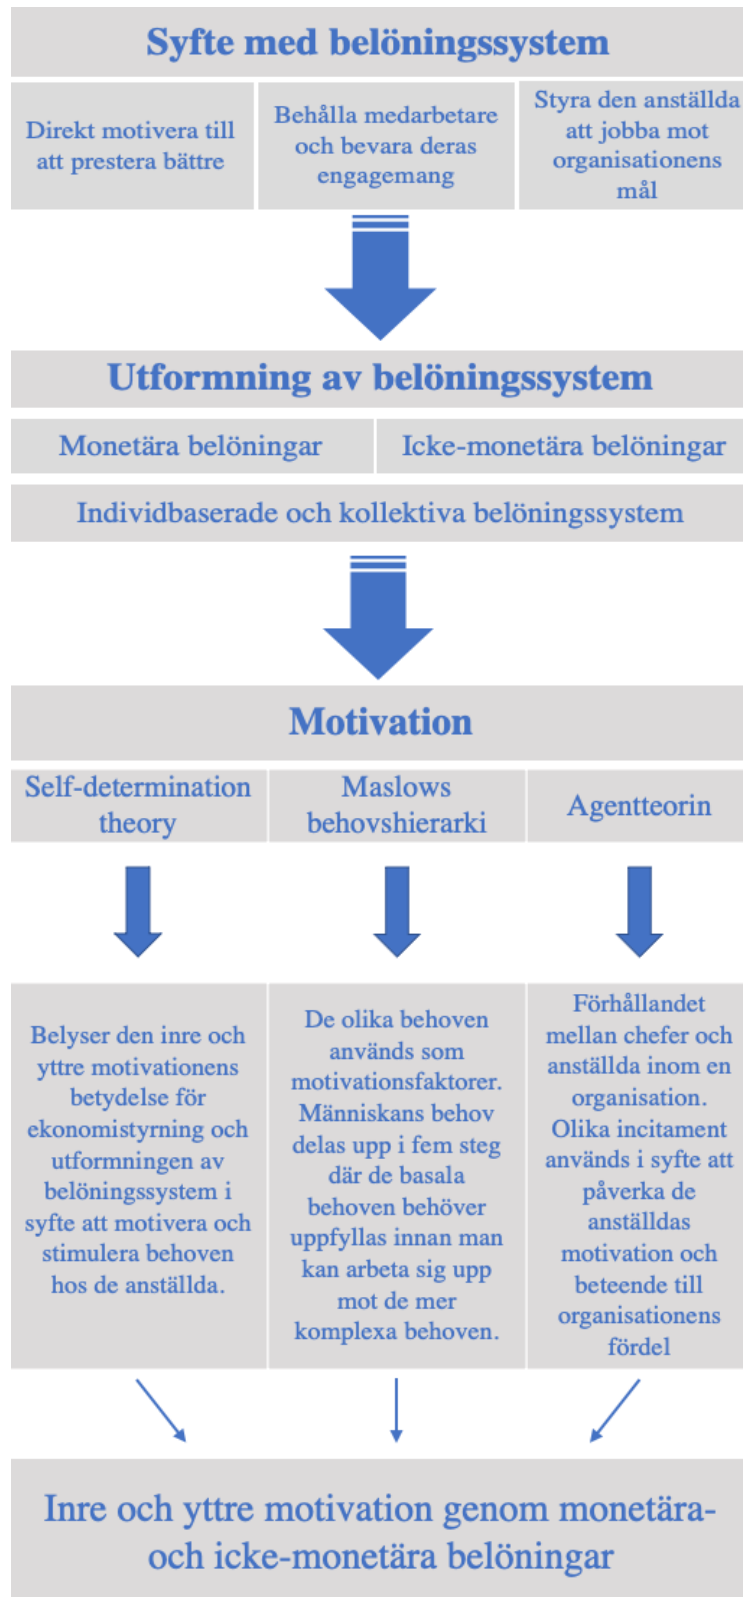 Syfte med belöningssystem
Direkt motivera till
att prestera bättre
Behålla medarbetare
och bevara deras
engagemang
Styra den anställda
att jobba mot
organisationens
mål
Utformning av belöningssystem
Monetära belöningar
Icke-monetära belöningar
Individbaserade och kollektiva belöningssystem
Motivation
Self-determination
theory
Maslows
behovshierarki
Agentteorin
Belyser den inre och
yttre motivationens
betydelse för
ekonomistyrning och
utformningen av
belöningssystem i
syfte att motivera och
stimulera behoven
hos de anställda.
De olika behoven
används som
motivationsfaktorer.
Människans behov
delas upp i fem steg
där de basala
behoven behöver
uppfyllas innan man
kan arbeta sig upp
mot de mer
komplexa behoven.
Förhållandet
mellan chefer och
anställda inom en
organisation.
Olika incitament
används i syfte att
påverka de
anställdas
motivation och
beteende till
organisationens
fördel
Inre och yttre motivation genom monetära-
och icke-monetära belöningar